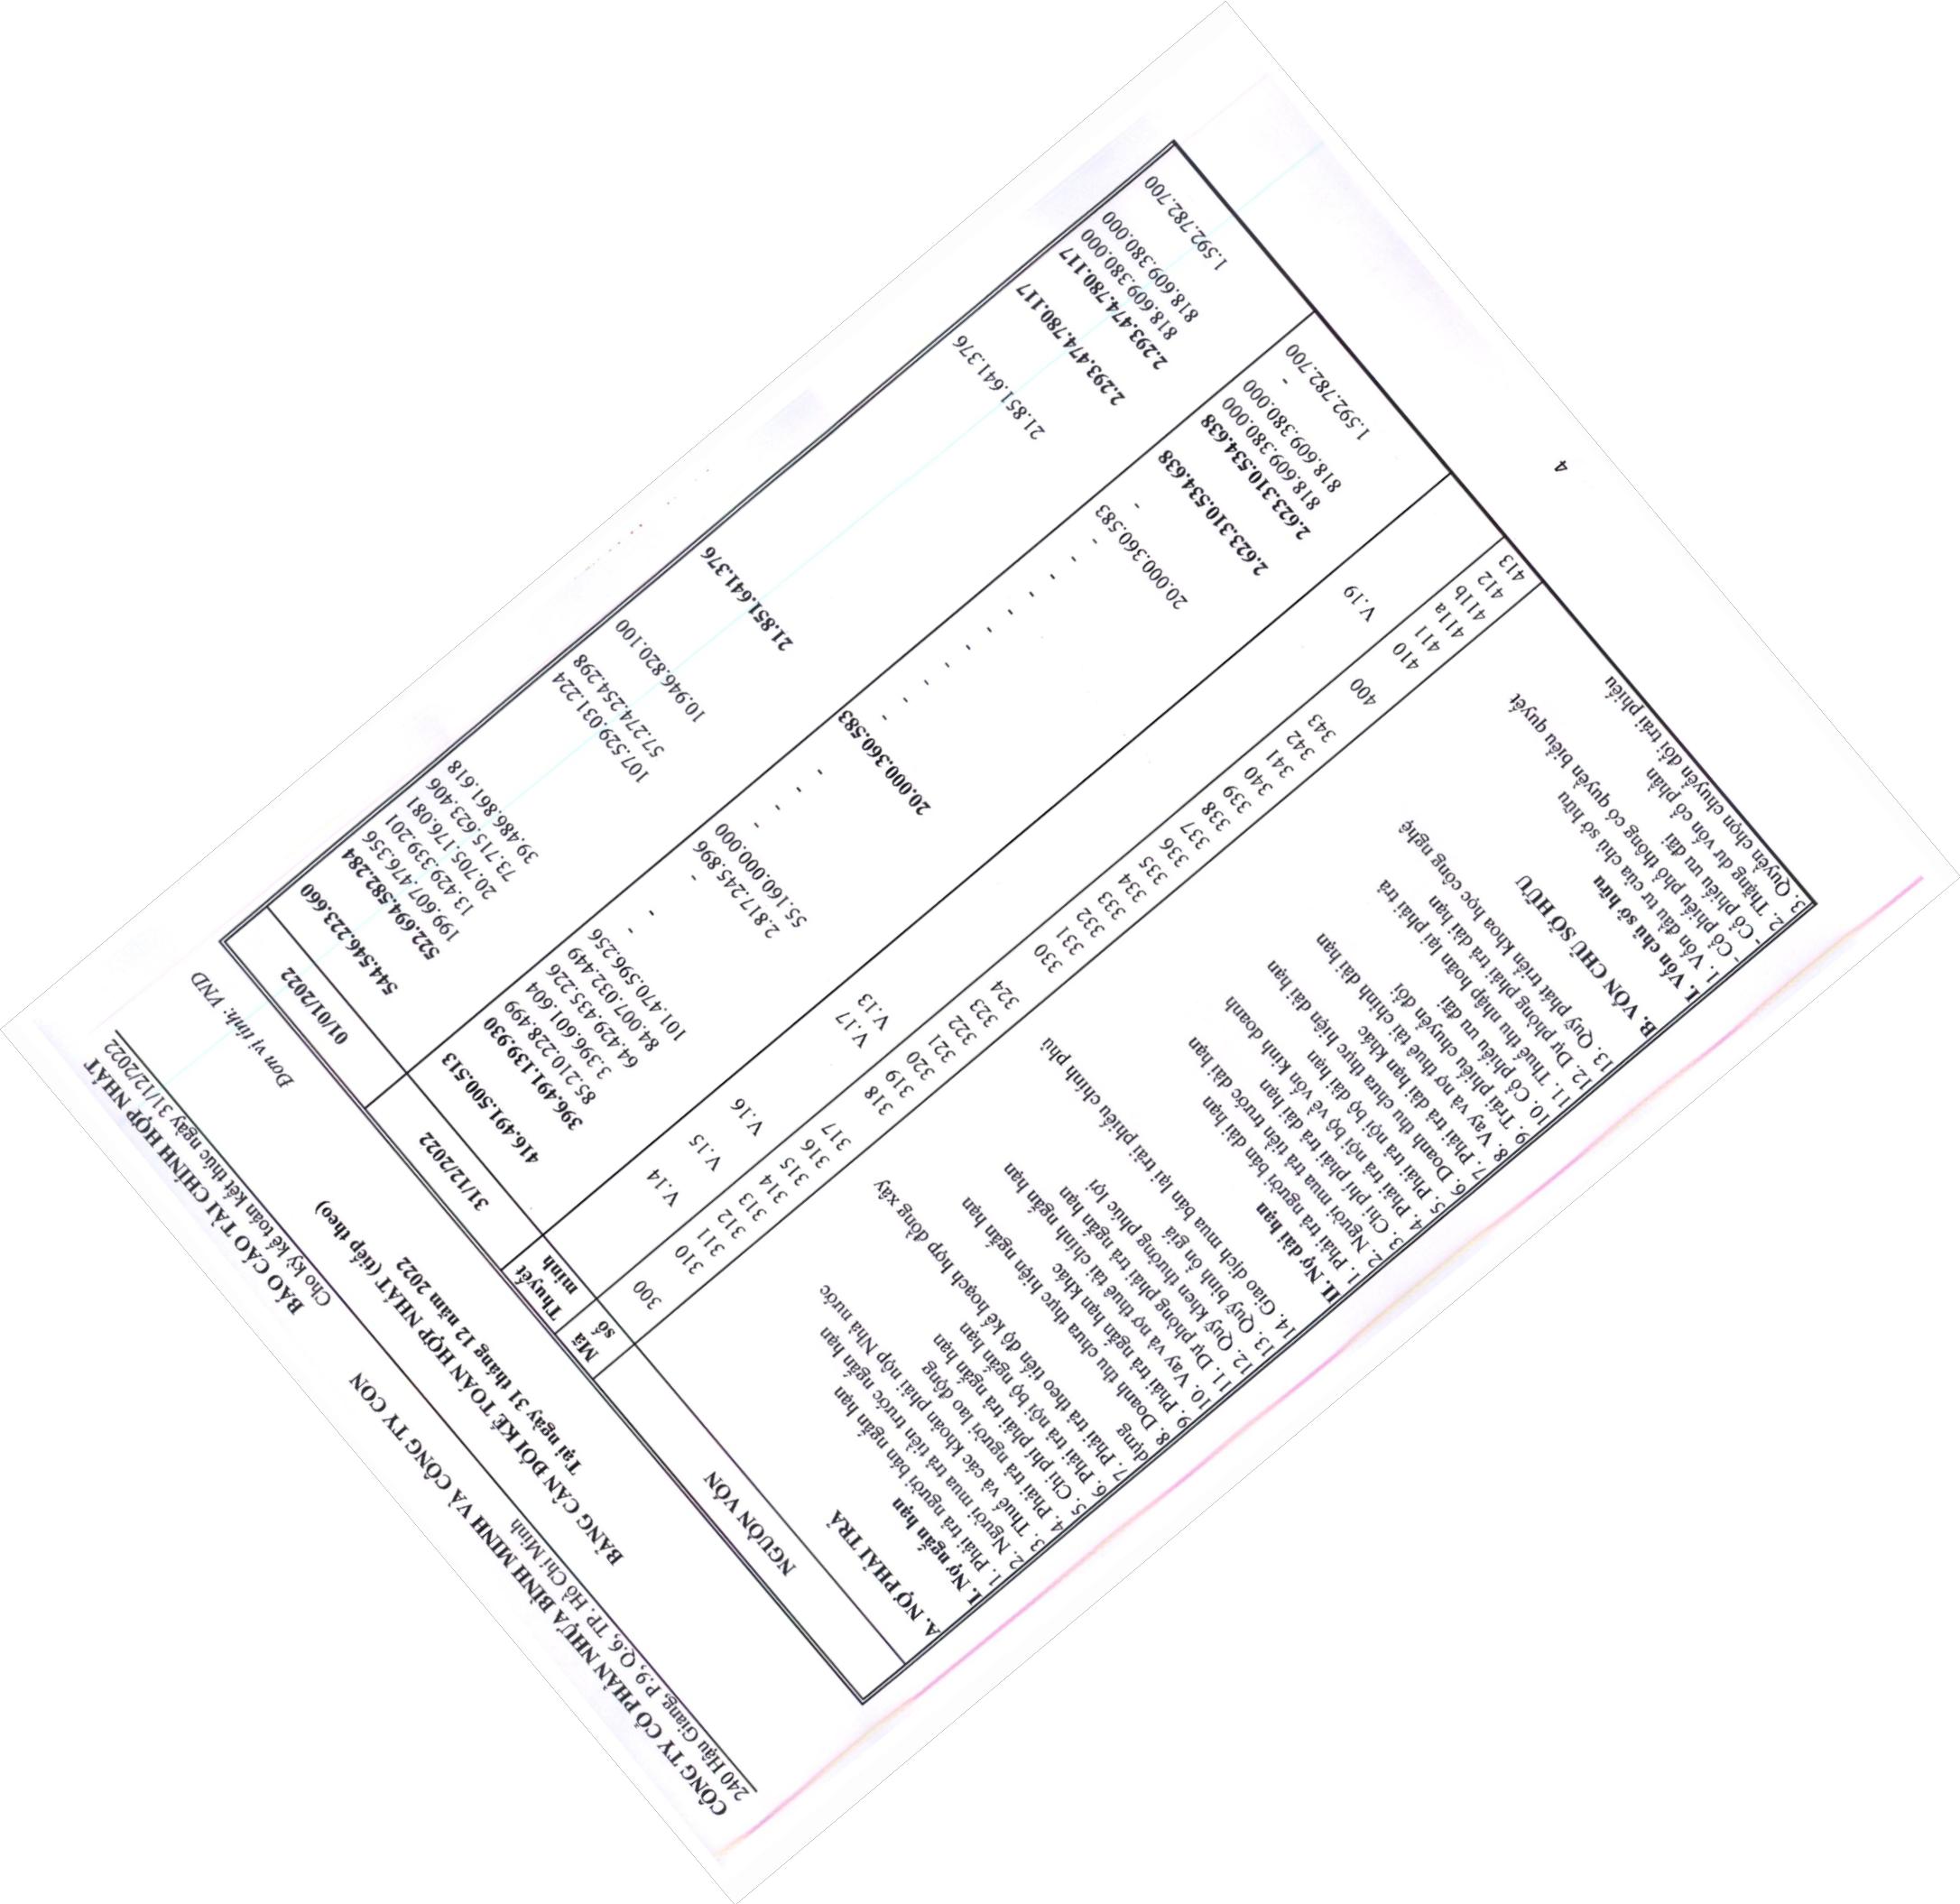 CÔNG TY CỔ PHẦN NHỰA BÌNH MINH VÀ CÔNG TY CON BÁO CÁO TÀI CHÍNH HỢP NHẤT
240 Hậu Giang, P.9, Q.6, TP. Hồ Chí Minh Cho kỳ kế toán kết thúc ngày 31/12/2022
BẢNG CÂN ĐỐI KẾ TOÁN HỢP NHẤT (tiếp theo)
Tại ngày 31 tháng 12 năm 2022
Đơn vị tính: VND
NGUỒN VỐN Mã số Thuyết minh 31/12/2022 01/01/2022
A. NỢ PHẢI TRẢ 300 416.491.500.513 544.546.223.660
I. Nợ ngắn hạn 310 396.491.139.930 522.694.582.284
1. Phải trả người bán ngắn hạn 311 85.210.228.499 199.607.476.356
2. Người mua trả tiền trước ngắn hạn 312 3.396.601.604 13.429.339.201
3. Thuế và các khoản phải nộp Nhà nước 313 V.14 64.429.435.226 20.705.176.081
4. Phải trả người lao động 314 84.007.032.449 73.715.623.406
5. Chi phí phải trả ngắn hạn 315 V.15 101.470.596.256 39.486.861.618
6. Phải trả nội bộ ngắn hạn 316 -
7. Phải trả theo tiến độ kế hoạch hợp đồng xây 317 -
dựng
8. Doanh thu chưa thực hiện ngắn hạn 318 -
9. Phải trả ngắn hạn khác 319 V.16 2.817.245.896 107.529.031.224
10. Vay và nợ thuê tài chính ngắn hạn 320 55.160.000.000 57.274.254.298
11. Dự phòng phải trả ngắn hạn 321 -
12. Quỹ khen thưởng phúc lợi 322 - 10.946.820.100
13. Quỹ bình ổn giá 323 -
14. Giao dịch mua bán lại trái phiếu chính phủ 324 -
II. Nợ dài hạn 330 V.17 20.000.360.583 21.851.641.376
1. Phải trả người bán dài hạn 331 V.13 -
2. Người mua trả tiền trước dài hạn 332 -
3. Chi phí phải trả dài hạn 333 -
4. Phải trả nội bộ về vốn kinh doanh 334 -
5. Phải trả nội bộ dài hạn 335 -
6. Doanh thu chưa thực hiện dài hạn 336 -
7. Phải trả dài hạn khác 337 -
8. Vay và nợ thuê tài chính dài hạn 338 -
9. Trái phiếu chuyển đổi 339 -
10. Cổ phiếu ưu đãi 340 -
11. Thuế thu nhập hoãn lại phải trả 341 -
12. Dự phòng phải trả dài hạn 342 20.000.360.583 21.851.641.376
13. Quỹ phát triển khoa học công nghệ 343 -
B. VỐN CHỦ SỞ HỮU 400 2.623.310.534.638 2.293.474.780.117
I. Vốn chủ sở hữu 410 2.623.310.534.638 2.293.474.780.117
1. Vốn đầu tư của chủ sở hữu 411 V.19 818.609.380.000 818.609.380.000
- Cổ phiếu phổ thông có quyền biểu quyết 411a 818.609.380.000 818.609.380.000
- Cổ phiếu ưu đãi 411b -
2. Thặng dư vốn cổ phần 412 1.592.782.700 1.592.782.700
3. Quyền chọn chuyển đổi trái phiếu 413
4